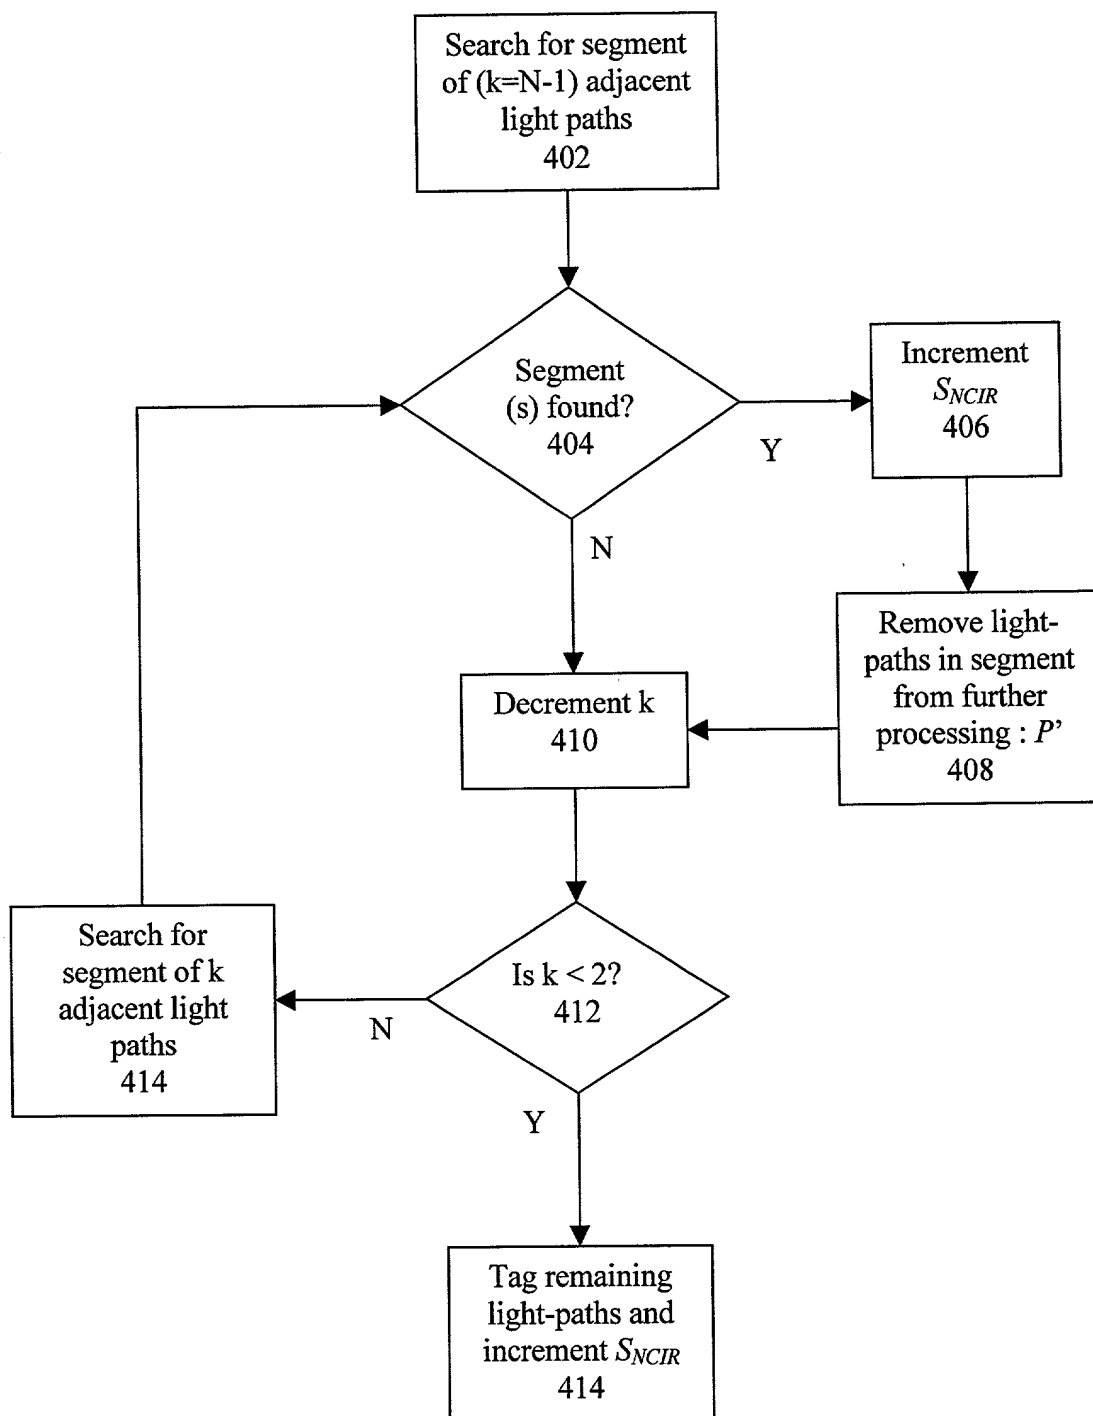 Search for segment
of (k=N-1) adjacent
light paths
402
Segment
(s) found?
404
Y
N
Increment
S_NCIR
406
Remove light-
paths in segment
from further
processing : P’
408
Decrement k
410
Is k < 2?
412
N
Y
Search for
segment of k
adjacent light
paths
414
Tag remaining
light-paths and
increment S_NCIR
414